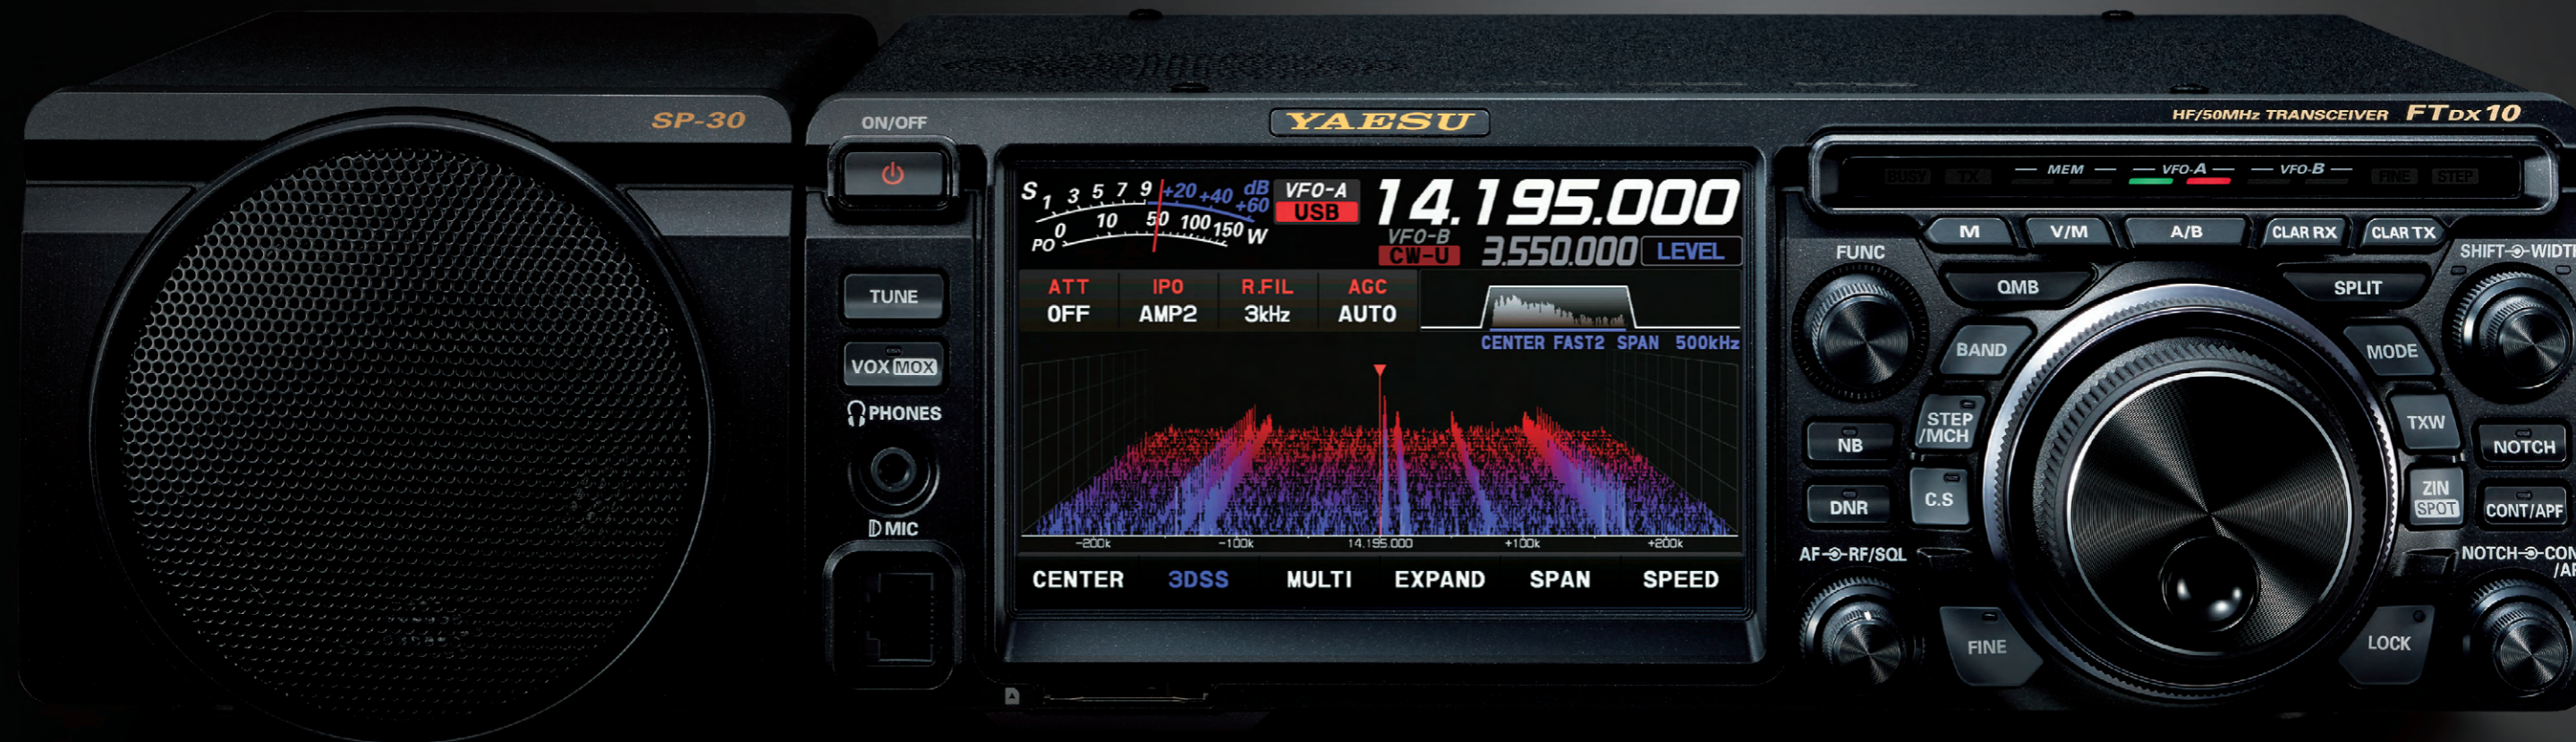 SP-30
ON/OFF
YAESU
HF/50MHz TRANSCEIVER FTDX10
BUSY TX MEM VFO-A VFO-B FINE STEP
S 1 3 5 7 9 +20 +40 +60 dB
PO 0 10 50 100 150 W
VFO-A
USB
14.195.000
VFO-B
CW-U
3.550.000
LEVEL
M V/M A/B CLAR RX CLAR TX
FUNC
SHIFT WIDTH
QMB
SPLIT
TUNE
ATT IPO R.FIL AGC
OFF AMP2 3kHz AUTO
CENTER FAST2 SPAN 500kHz
BAND
MODE
VOX MOX
PHONES
STEP
/MCH
TXW
NB
NOTCH
C.S
ZIN
SPOT
DNR
CONT/APF
MIC
-200k -100k 14.195.000 +100k +200k
AF RF/SQL
NOTCH
CENTER 3DSS MULTI EXPAND SPAN SPEED
FINE
LOCK